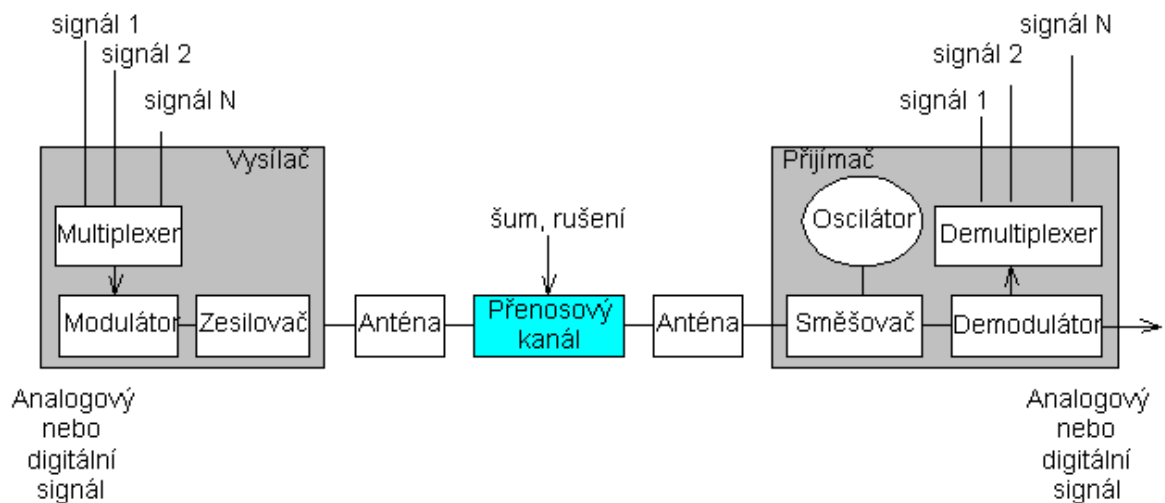 signál 1
signál 2
signál N
Vysílač
Multiplexer
Modulátor
Zesilovač
Analogový
nebo
digitální
signál
Anténa
šum, rušení
Přenosový
kanál
Anténa
signál N
signál 2
signál 1
Přijímač
Oscilátor
Demultiplexer
Směšovač
Demodulátor
Analogový
nebo
digitální
signál